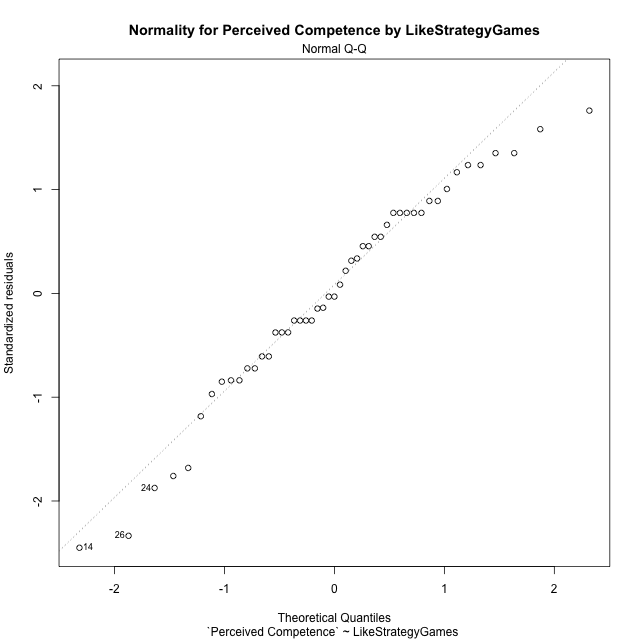 Normality for Perceived Competence by LikeStrategyGames
Normal Q-Q
2
1
0
-1
-2
Standardized residuals
24
26
14
-2 -1 0 1 2
Theoretical Quantiles
`Perceived Competence` ~ LikeStrategyGames